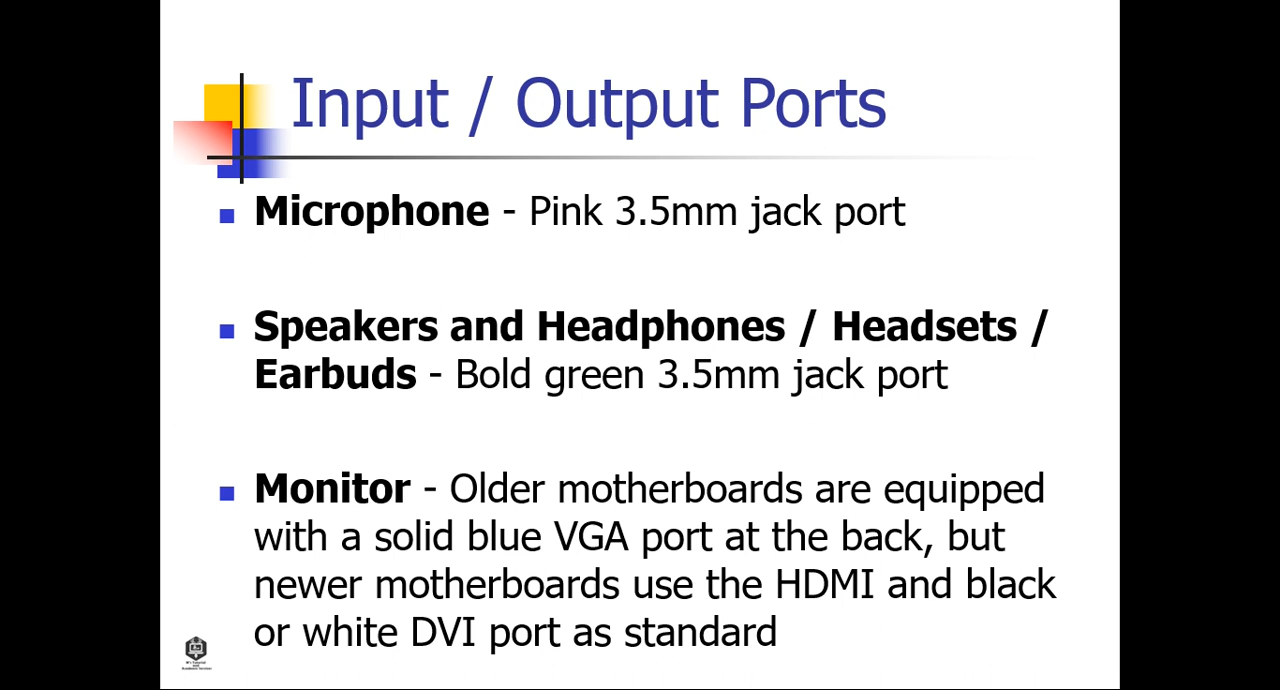 Input / Output Ports
Microphone - Pink 3.5mm jack port
Speakers and Headphones / Headsets /
Earbuds - Bold green 3.5mm jack port
Monitor - Older motherboards are equipped
with a solid blue VGA port at the back, but
newer motherboards use the HDMI and black
or white DVI port as standard